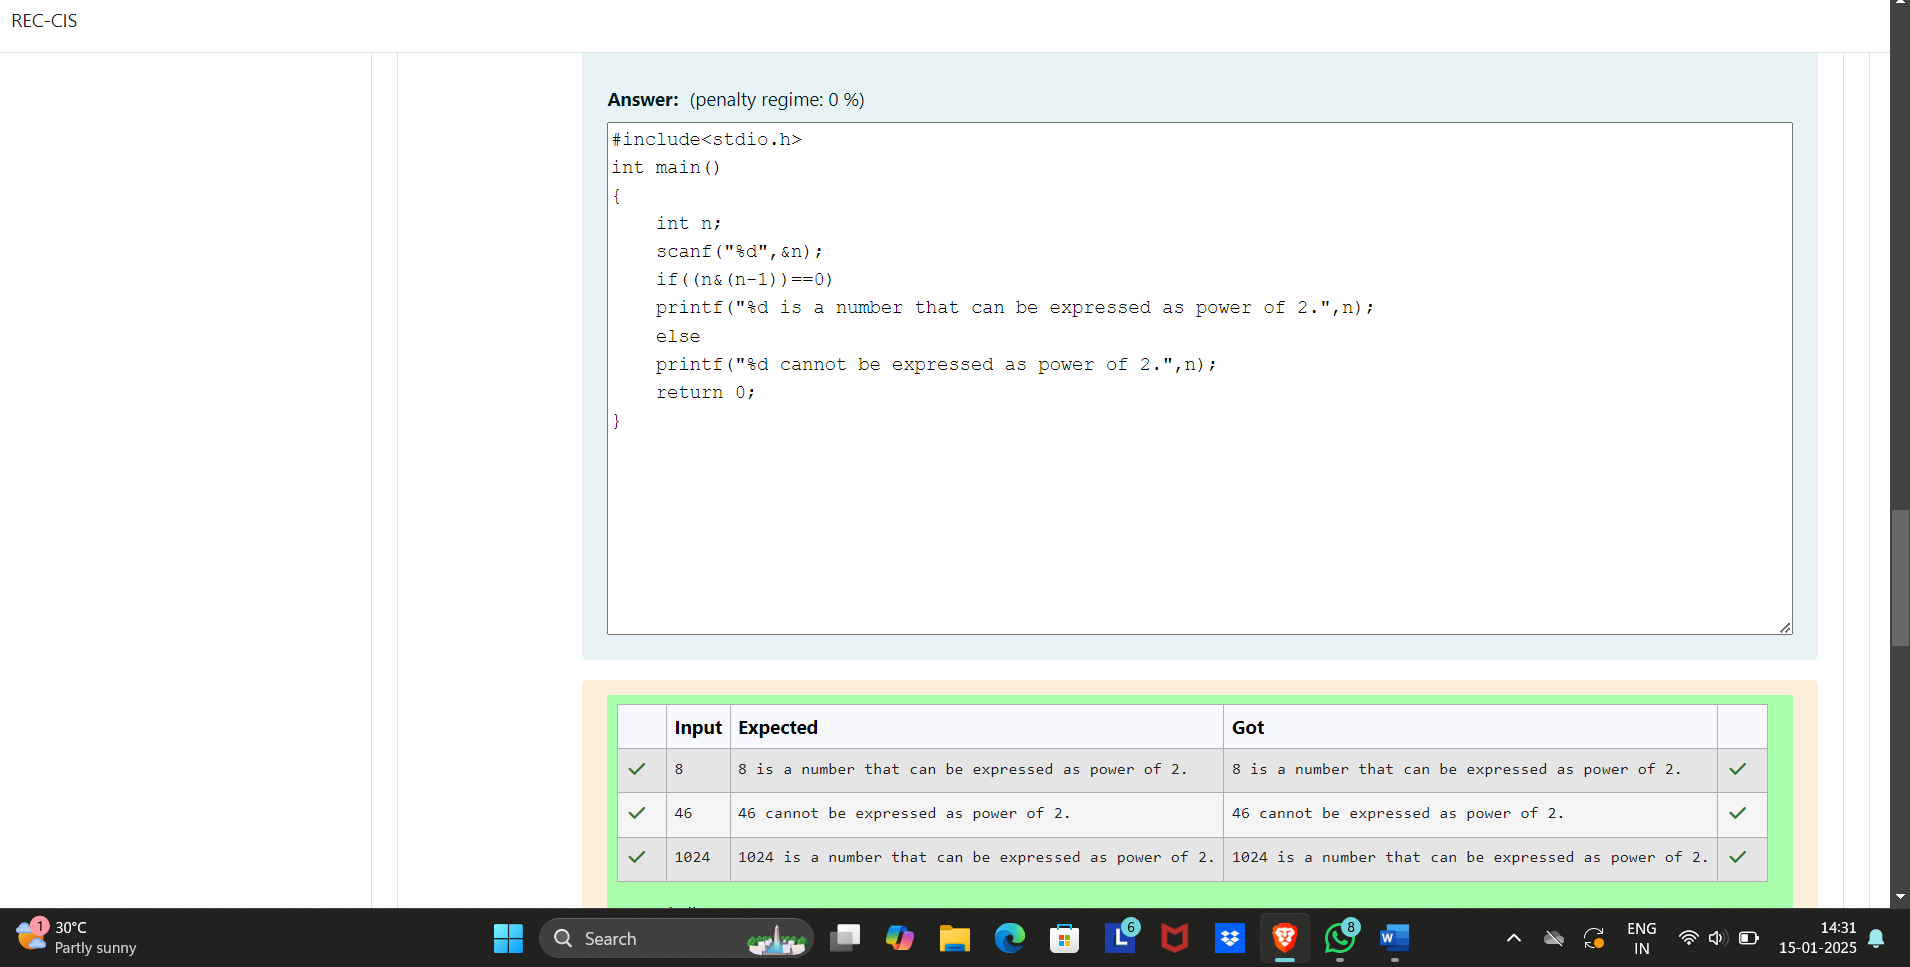 REC-CIS
Answer: (penalty regime: 0 %)
#include<stdio.h>
int main()
{
    int n;
    scanf("%d",&n);
    if((n&(n-1))==0)
    printf("%d is a number that can be expressed as power of 2.",n);
    else
    printf("%d cannot be expressed as power of 2.",n);
    return 0;
}
Input Expected Got
8 8 is a number that can be expressed as power of 2. 8 is a number that can be expressed as power of 2.
46 46 cannot be expressed as power of 2. 46 cannot be expressed as power of 2.
1024 1024 is a number that can be expressed as power of 2. 1024 is a number that can be expressed as power of 2.
1
30°C
Partly sunny
Search
L 6
8
W
ENG
IN
14:31
15-01-2025